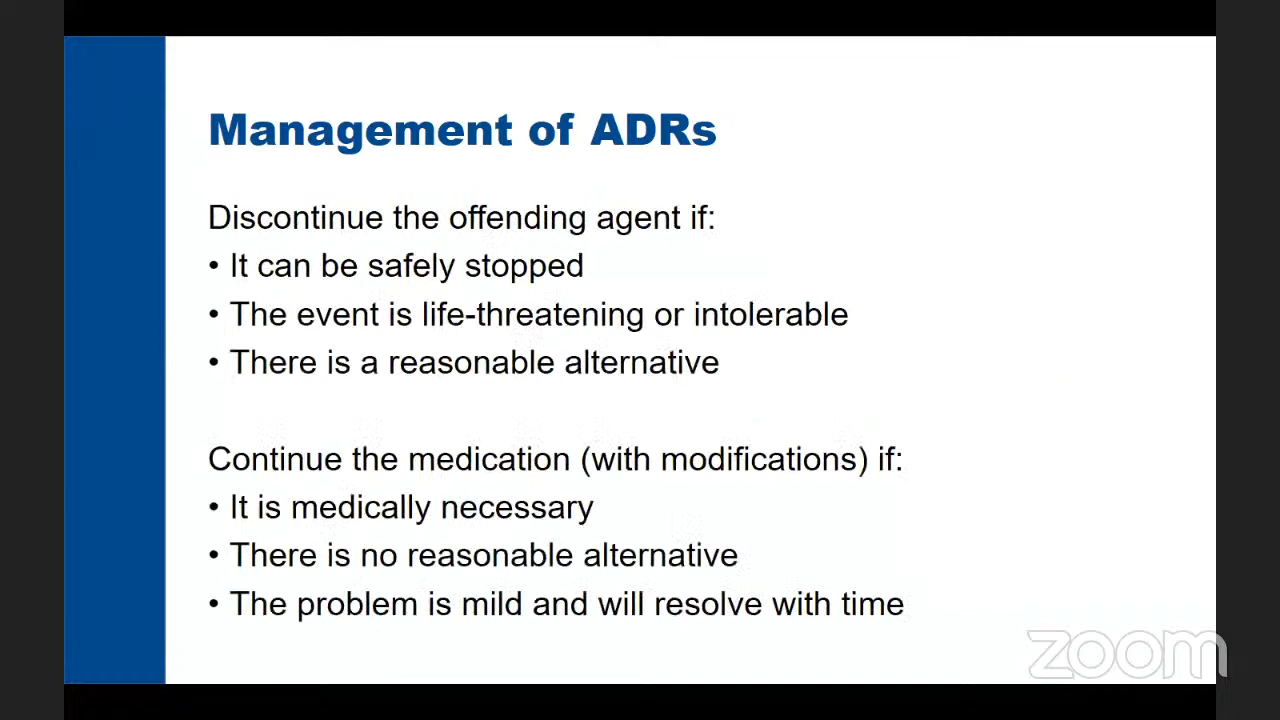 Management of ADRs
Discontinue the offending agent if:
• It can be safely stopped
• The event is life-threatening or intolerable
• There is a reasonable alternative
Continue the medication (with modifications) if:
• It is medically necessary
• There is no reasonable alternative
• The problem is mild and will resolve with time
zoom